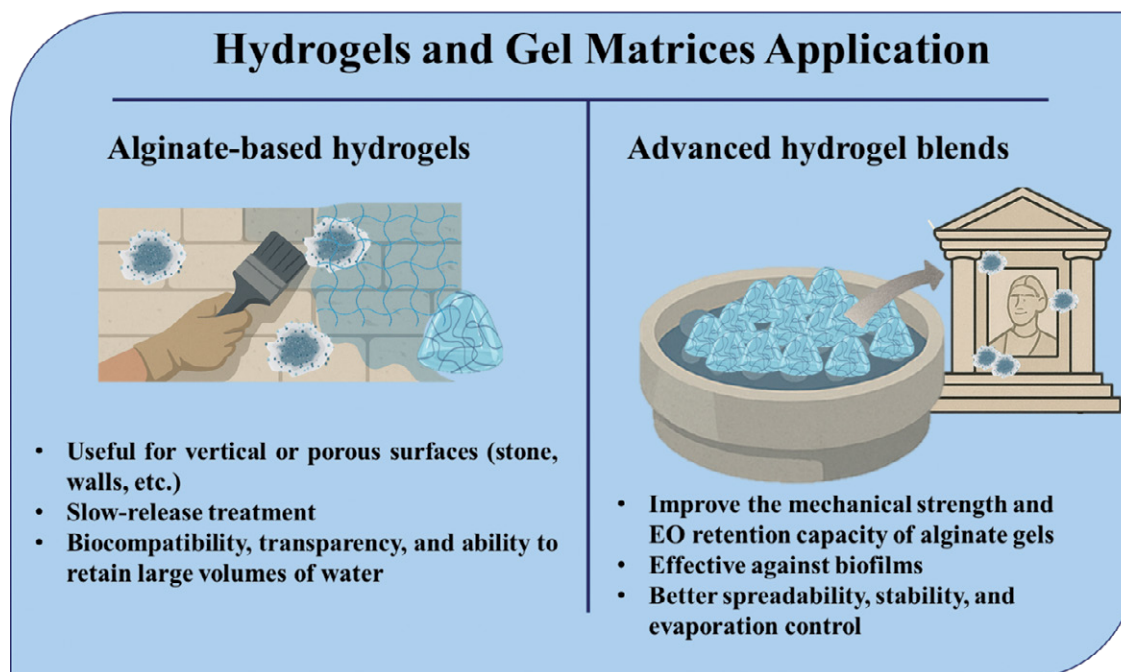 Hydrogels and Gel Matrices Application
Alginate-based hydrogels
• Useful for vertical or porous surfaces (stone,
walls, etc.)
• Slow-release treatment
• Biocompatibility, transparency, and ability to
retain large volumes of water
Advanced hydrogel blends
• Improve the mechanical strength and
EO retention capacity of alginate gels
• Effective against biofilms
• Better spreadability, stability, and
evaporation control